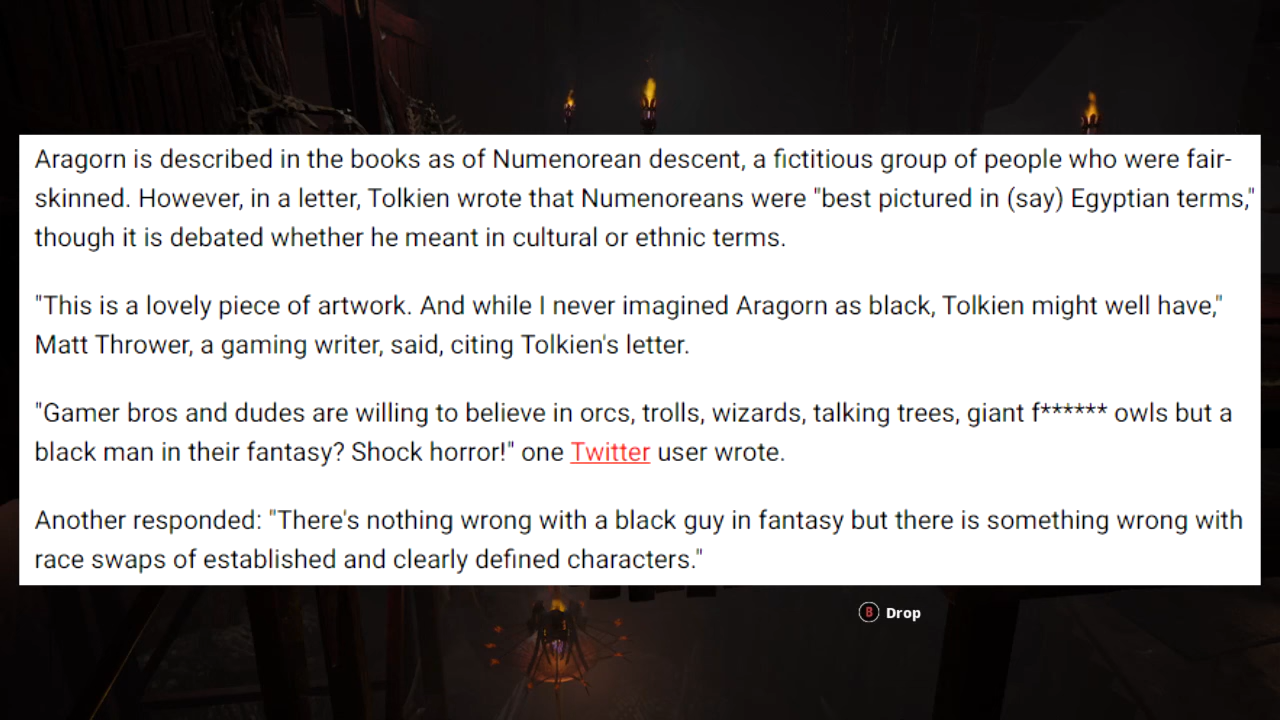 Aragorn is described in the books as of Numenorean descent, a fictitious group of people who were fair-
skinned. However, in a letter, Tolkien wrote that Numenoreans were "best pictured in (say) Egyptian terms,"
though it is debated whether he meant in cultural or ethnic terms.
"This is a lovely piece of artwork. And while I never imagined Aragorn as black, Tolkien might well have,"
Matt Thrower, a gaming writer, said, citing Tolkien's letter.
"Gamer bros and dudes are willing to believe in orcs, trolls, wizards, talking trees, giant f****** owls but a
black man in their fantasy? Shock horror!" one Twitter user wrote.
Another responded: "There's nothing wrong with a black guy in fantasy but there is something wrong with
race swaps of established and clearly defined characters."
B Drop